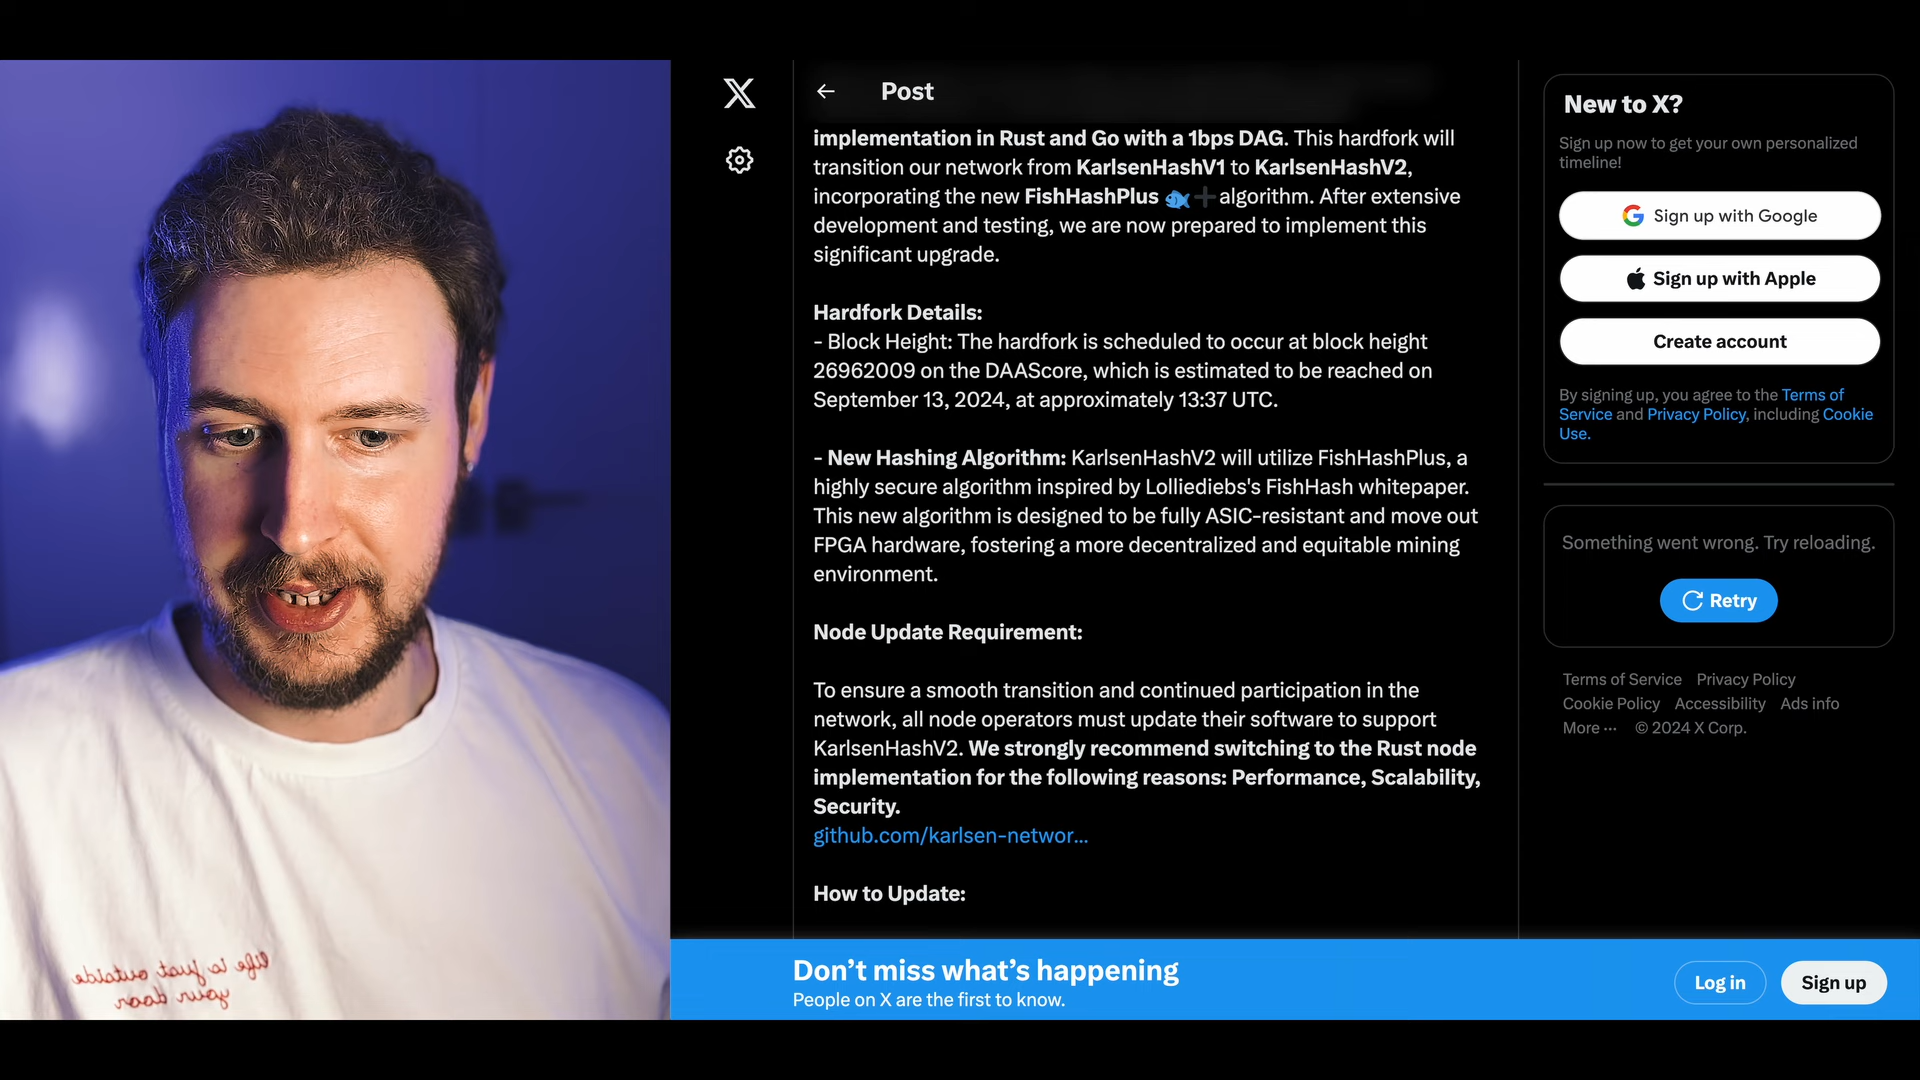 life is just outside
your door
Post
implementation in Rust and Go with a 1bps DAG. This hardfork will
transition our network from KarlsenHashV1 to KarlsenHashV2,
incorporating the new FishHashPlus 🐟➕ algorithm. After extensive
development and testing, we are now prepared to implement this
significant upgrade.
Hardfork Details:
- Block Height: The hardfork is scheduled to occur at block height
26962009 on the DAAScore, which is estimated to be reached on
September 13, 2024, at approximately 13:37 UTC.
- New Hashing Algorithm: KarlsenHashV2 will utilize FishHashPlus, a
highly secure algorithm inspired by Lolliediebs's FishHash whitepaper.
This new algorithm is designed to be fully ASIC-resistant and move out
FPGA hardware, fostering a more decentralized and equitable mining
environment.
Node Update Requirement:
To ensure a smooth transition and continued participation in the
network, all node operators must update their software to support
KarlsenHashV2. We strongly recommend switching to the Rust node
implementation for the following reasons: Performance, Scalability,
Security.
github.com/karlsen-networ...
How to Update:
New to X?
Sign up now to get your own personalized
timeline!
Sign up with Google
Sign up with Apple
Create account
By signing up, you agree to the Terms of
Service and Privacy Policy, including Cookie
Use.
Something went wrong. Try reloading.
Retry
Terms of Service Privacy Policy
Cookie Policy Accessibility Ads info
More ··· © 2024 X Corp.
Don't miss what's happening
People on X are the first to know.
Log in
Sign up